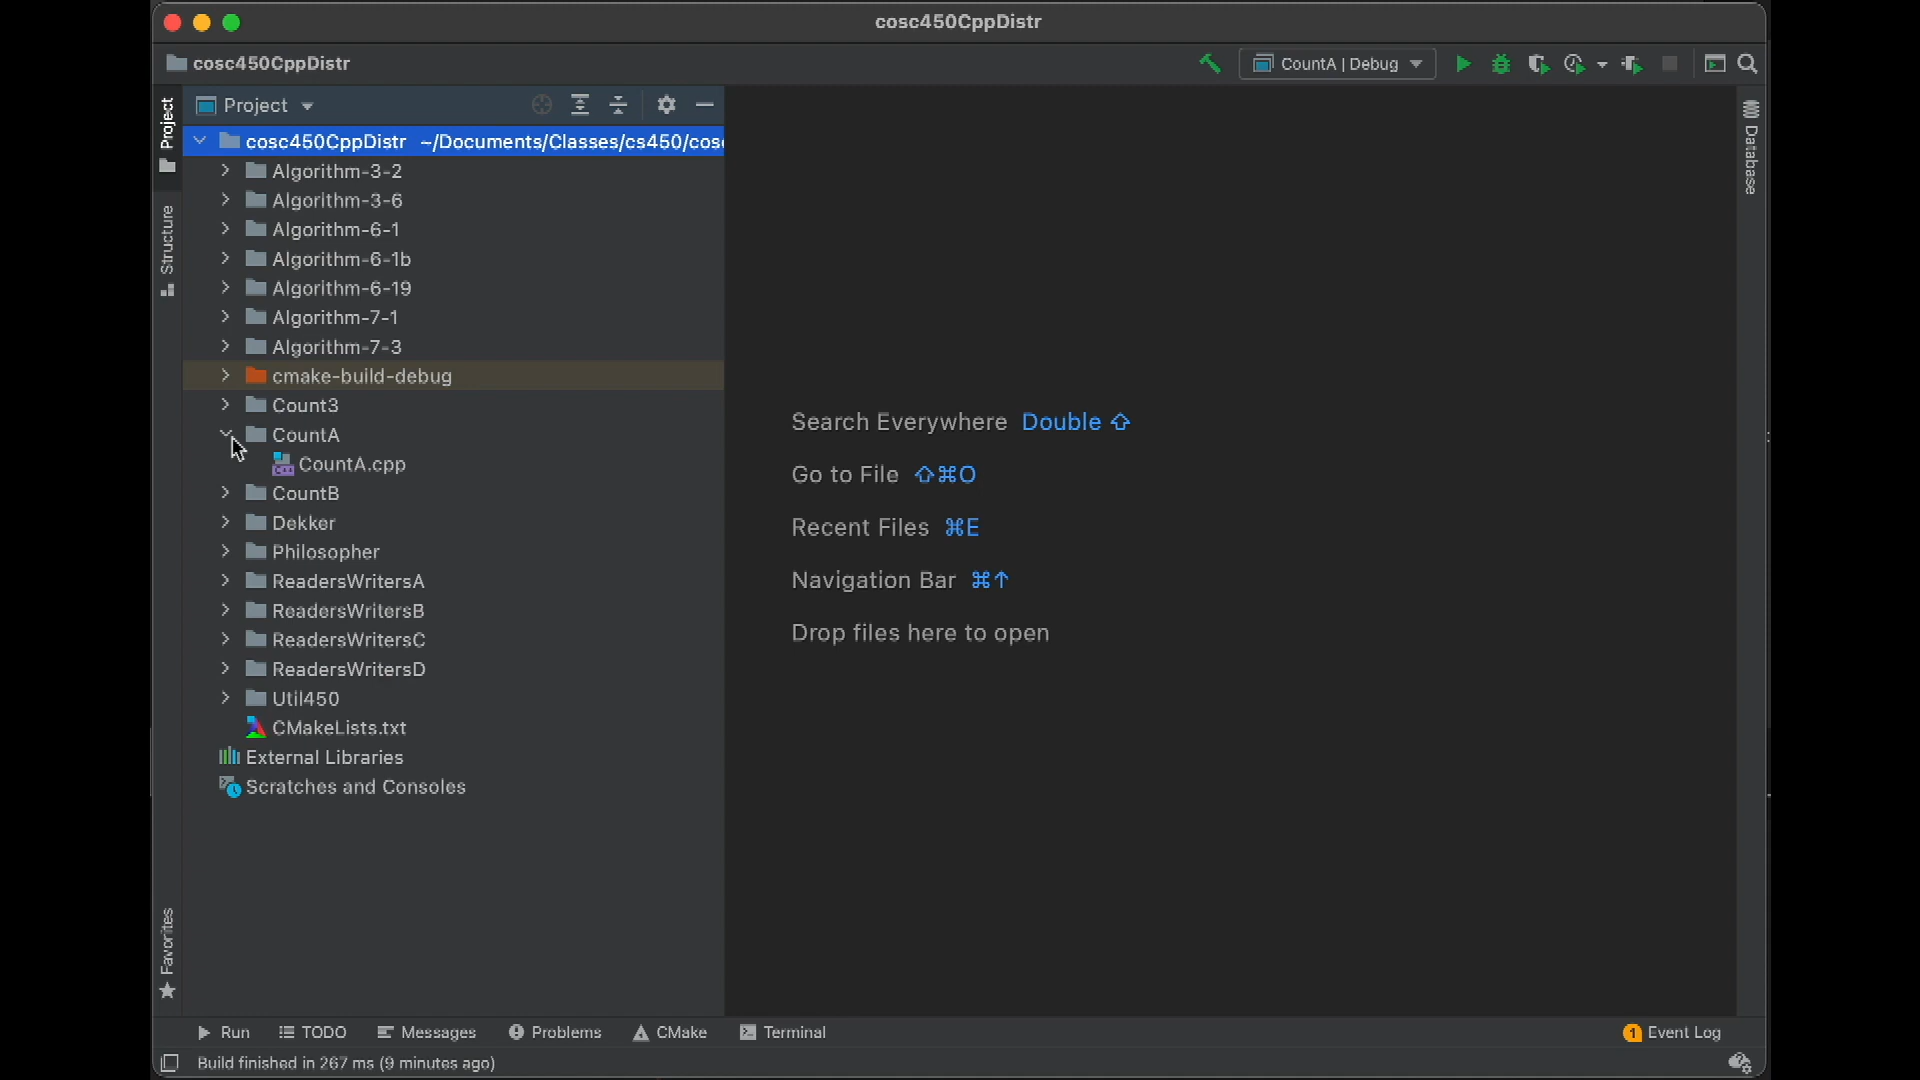 cosc450CppDistr
cosc450CppDistr
CountA | Debug
Project
Project
cosc450CppDistr ~/Documents/Classes/cs450/cosc
Algorithm-3-2
Algorithm-3-6
Algorithm-6-1
Algorithm-6-1b
Algorithm-6-19
Algorithm-7-1
Algorithm-7-3
cmake-build-debug
Count3
CountA
CountA.cpp
CountB
Dekker
Philosopher
ReadersWritersA
ReadersWritersB
ReadersWritersC
ReadersWritersD
Util450
CMakeLists.txt
External Libraries
Scratches and Consoles
Structure
Favorites
Search Everywhere Double ⇧
Go to File ⇧⌘O
Recent Files ⌘E
Navigation Bar ⌘↑
Drop files here to open
Database
Run TODO Messages Problems CMake Terminal 1 Event Log
Build finished in 267 ms (9 minutes ago)